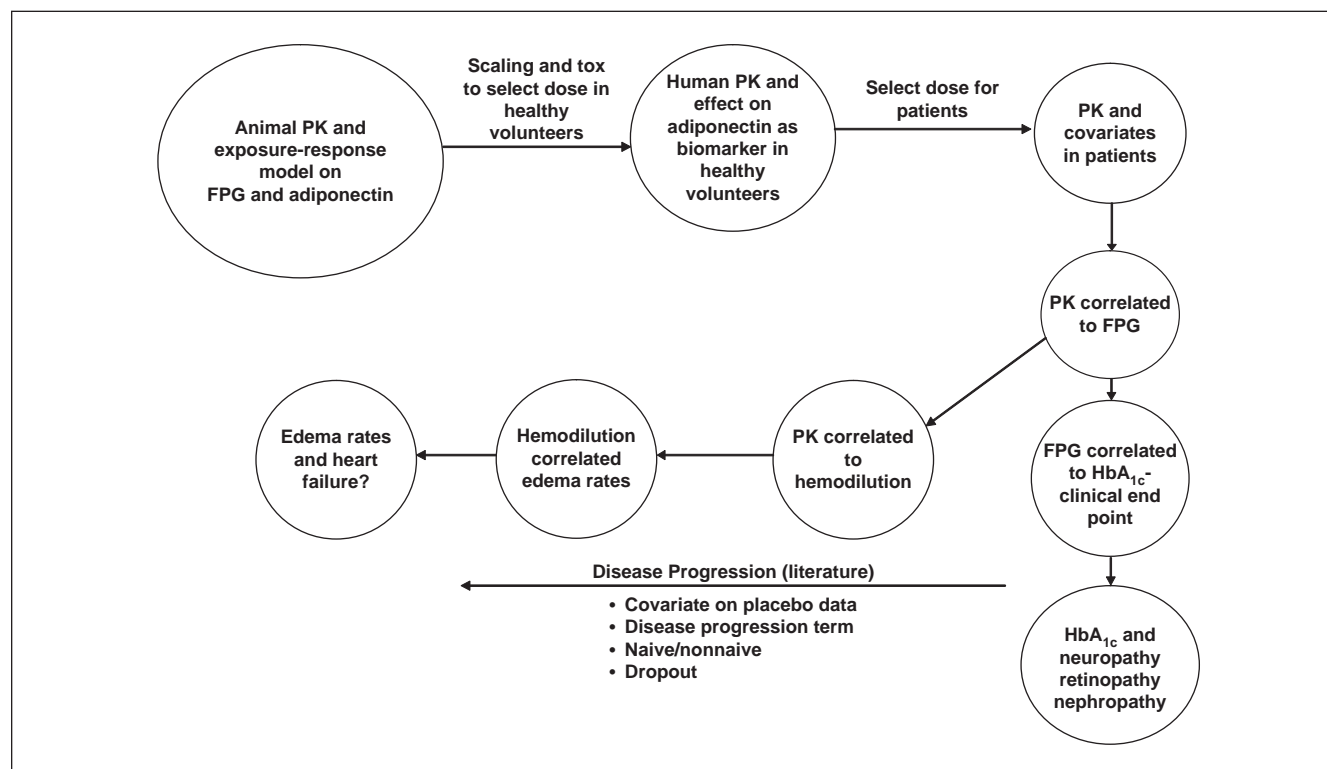 Animal PK and
exposure-response
model on
FPG and adiponectin
Scaling and tox
to select dose in
healthy
volunteers
Human PK and
effect on
adiponectin as
biomarker in
healthy
volunteers
Select dose for
patients
PK and
covariates
in patients
PK correlated
to FPG
Edema rates
and heart
failure?
Hemodilution
correlated
edema rates
PK correlated
to
hemodilution
FPG correlated
to HbA1c-
clinical end
point
Disease Progression (literature)
• Covariate on placebo data
• Disease progression term
• Naive/nonnaive
• Dropout
HbA1c and
neuropathy
retinopathy
nephropathy